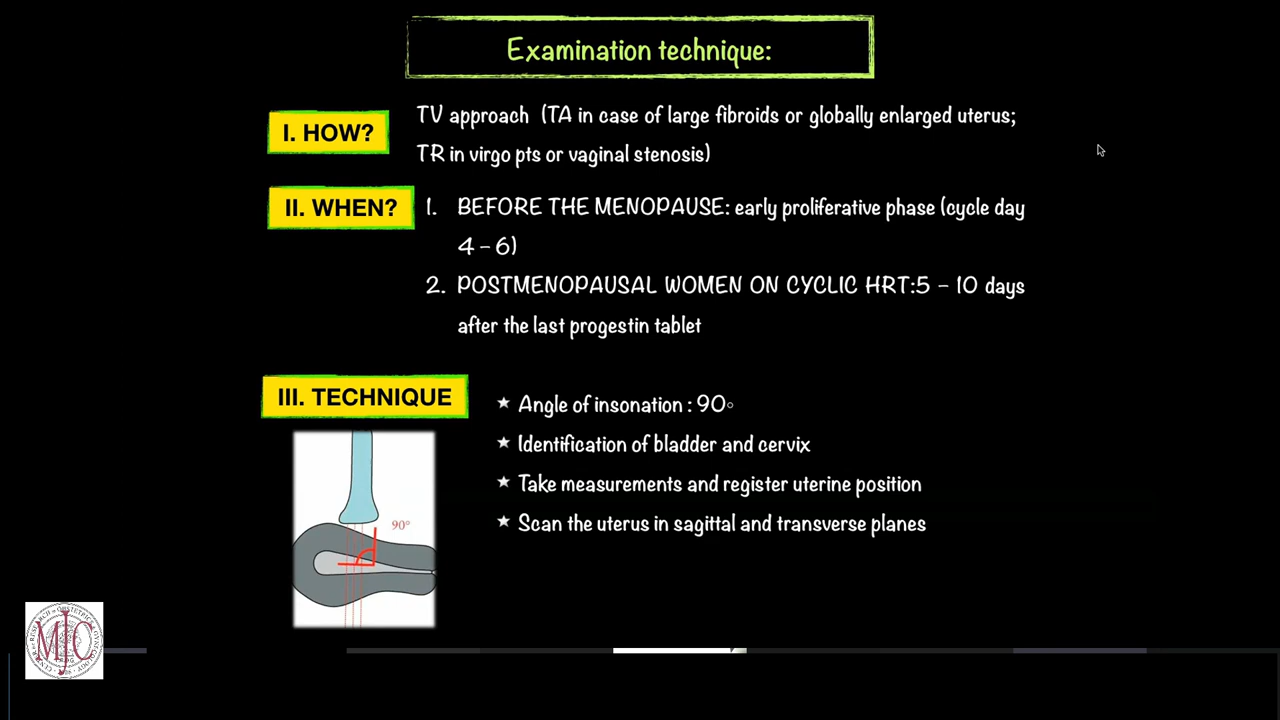 Examination technique:
I. HOW?
TV approach (TA in case of large fibroids or globally enlarged uterus;
TR in virgo pts or vaginal stenosis)
II. WHEN?
1. BEFORE THE MENOPAUSE: early proliferative phase (cycle day
4 – 6)
2. POSTMENOPAUSAL WOMEN ON CYCLIC HRT:5 – 10 days
after the last progestin tablet
III. TECHNIQUE
★ Angle of insonation : 90◦
★ Identification of bladder and cervix
★ Take measurements and register uterine position
★ Scan the uterus in sagittal and transverse planes
90°
MJC